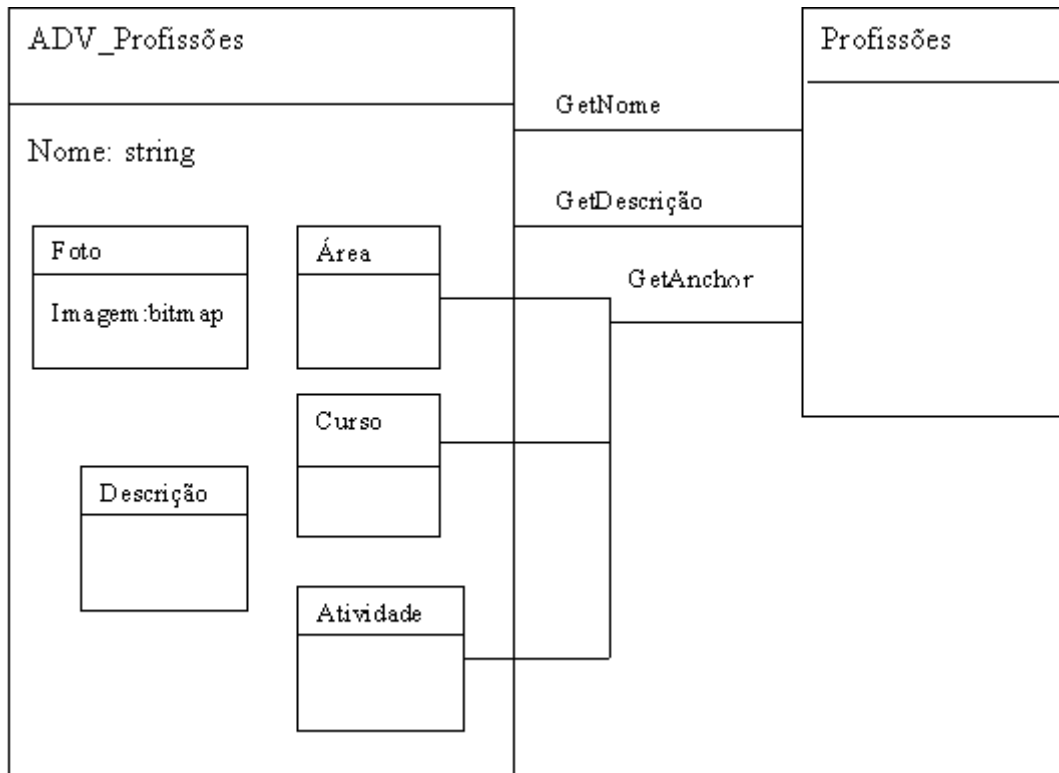 ADV_Profissões
Nome: string
Foto
Imagem:bitmap
Área
Curso
Descrição
Atividade
GetNome
GetDescrição
GetAnchor
Profissões